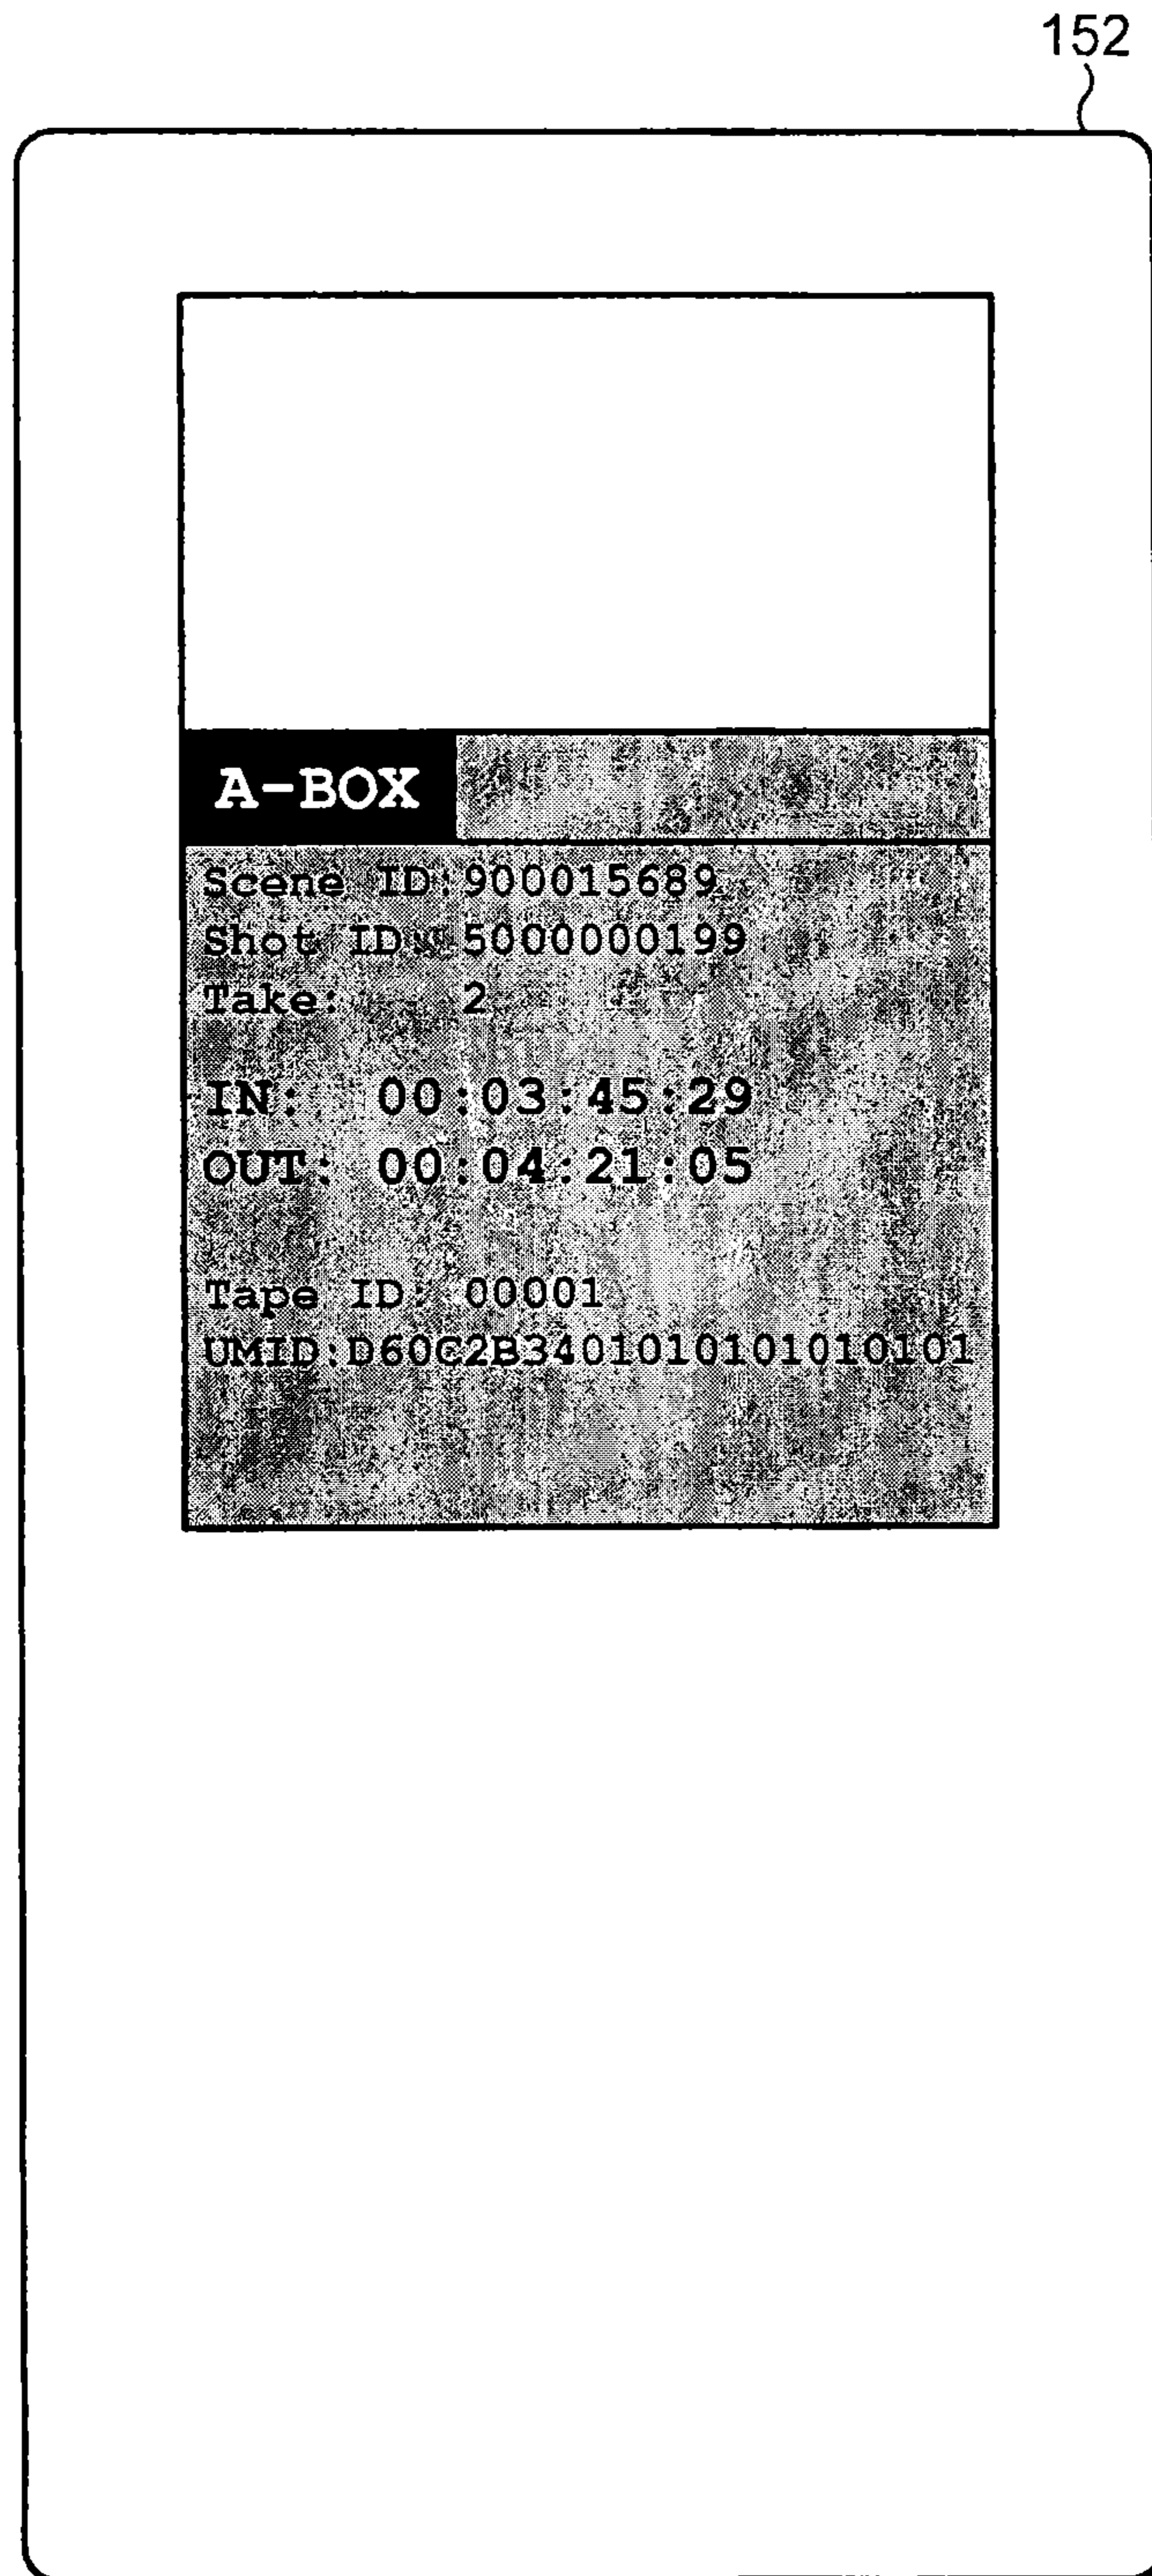 152
A-BOX
Scene ID:900015689
Shot ID: 5000000199
Take: 2
IN: 00:03:45:29
OUT: 00:04:21:05
Tape ID: 00001
UMID:D60C2B3401010101010101